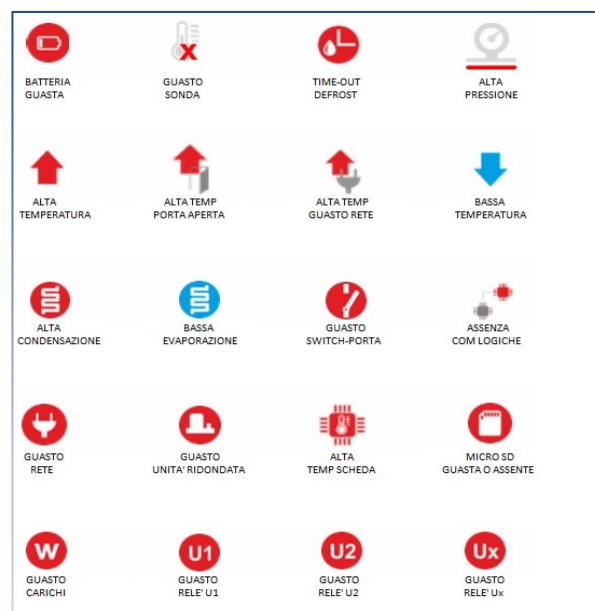 BATTERIA
GUASTA
GUASTO
SONDA
TIME-OUT
DEFROST
ALTA
PRESSIONE
ALTA
TEMPERATURA
ALTA TEMP
PORTA APERTA
ALTA TEMP
GUASTO RETE
BASSA
TEMPERATURA
ALTA
CONDENSAZIONE
BASSA
EVAPORAZIONE
GUASTO
SWITCH-PORTA
ASSENZA
COM LOGICHE
GUASTO
RETE
GUASTO
UNITA' RIDONDATA
ALTA
TEMP SCHEDA
MICRO SD
GUASTA O ASSENTE
W
GUASTO
CARICHI
U1
GUASTO
RELE' U1
U2
GUASTO
RELE' U2
Ux
GUASTO
RELE' Ux